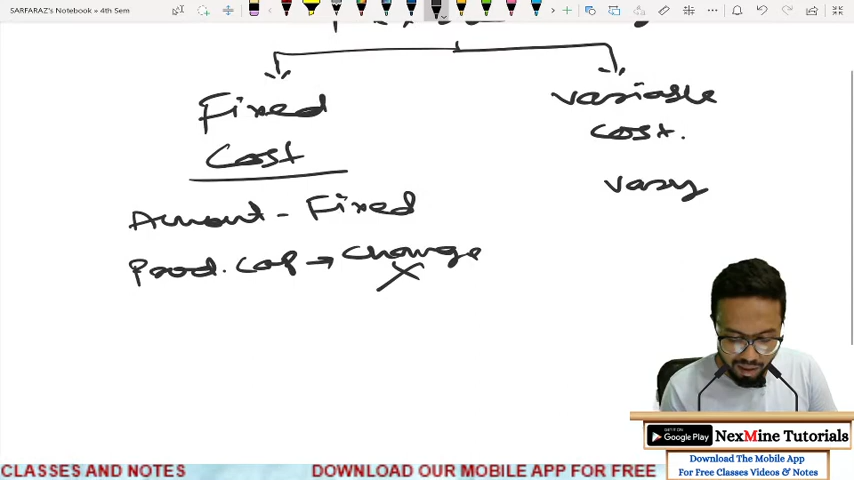 SARFARAZ's Notebook » 4th Sem
Fixed
Cost
variable
cost.
vary
Amount - Fixed
Prod. Cap → Change
GET IT ON
Google Play
NexMine Tutorials
Download The Mobile App
For Free Classes Videos & Notes
CLASSES AND NOTES
DOWNLOAD OUR MOBILE APP FOR FREE